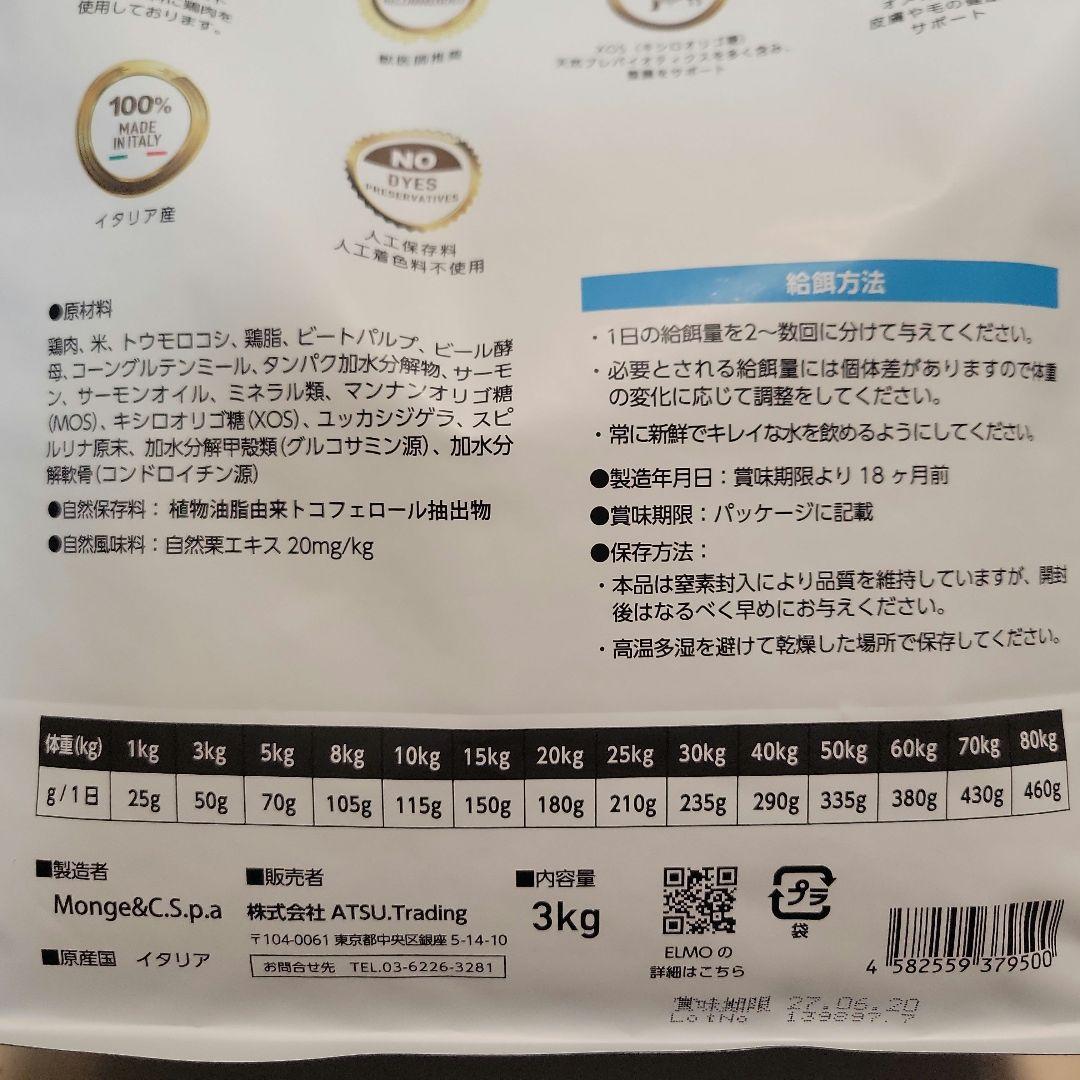 使用しております。
獣医師推薦
XOS（キシロオリゴ糖）
天然プレバイオティクスを多く含み、
サポート
100%
MADE
IN ITALY
イタリア産
NO
DYES
PRESERVATIVES
人工保存料
人工着色料不使用
●原材料
鶏肉、米、トウモロコシ、鶏脂、ビートパルプ、ビール酵
母、コーングルテンミール、タンパク加水分解物、サーモ
ン、サーモンオイル、ミネラル類、マンナンオリゴ糖
(MOS)、キシロオリゴ糖(XOS)、ユッカシジゲラ、スピ
ルリナ原末、加水分解甲殻類(グルコサミン源)、加水分
解軟骨(コンドロイチン源)
●自然保存料：植物油脂由来トコフェロール抽出物
●自然風味料：自然栗エキス 20mg/kg
給餌方法
・1日の給餌量を2〜数回に分けて与えてください。
・必要とされる給餌量には個体差がありますので体重
の変化に応じて調整をしてください。
・常に新鮮でキレイな水を飲めるようにしてください。
●製造年月日：賞味期限より 18 ヶ月前
●賞味期限：パッケージに記載
●保存方法：
・本品は窒素封入により品質を維持していますが、開封
後はなるべく早めにお与えください。
・高温多湿を避けて乾燥した場所で保存してください。
体重(kg) 1kg 3kg 5kg 8kg 10kg 15kg 20kg 25kg 30kg 40kg 50kg 60kg 70kg 80kg
g/1日 25g 50g 70g 105g 115g 150g 180g 210g 235g 290g 335g 380g 430g 460g
■製造者
Monge&C.S.p.a
■原産国 イタリア
■販売者
株式会社 ATSU.Trading
〒104-0061 東京都中央区銀座 5-14-10
お問合せ先 TEL.03-6226-3281
■内容量
3kg
ELMO の
詳細はこちら
プラ
袋
4 582559 379500
賞味期限 27.06.20
LotNo 139897.7